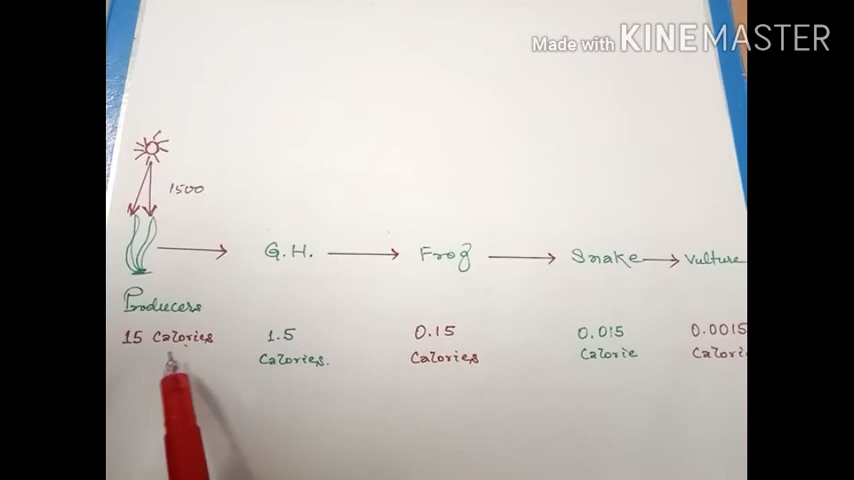 Made with KINEMASTER
1500
G.H. Frog Snake Vulture
Producers
15 Calories 1.5 0.15 0.015 0.0015
Calories. Calories Calorie Calori